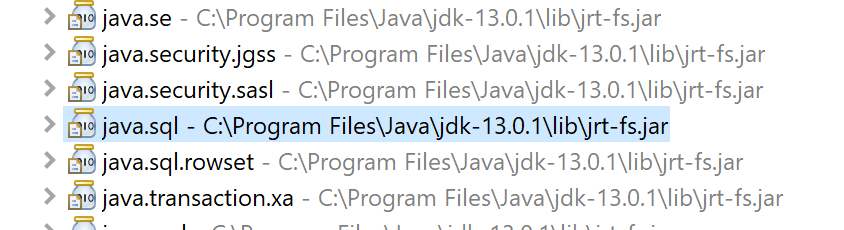 java.se - C:\Program Files\Java\jdk-13.0.1\lib\jrt-fs.jar
java.security.jgss - C:\Program Files\Java\jdk-13.0.1\lib\jrt-fs.jar
java.security.sasl - C:\Program Files\Java\jdk-13.0.1\lib\jrt-fs.jar
java.sql - C:\Program Files\Java\jdk-13.0.1\lib\jrt-fs.jar
java.sql.rowset - C:\Program Files\Java\jdk-13.0.1\lib\jrt-fs.jar
java.transaction.xa - C:\Program Files\Java\jdk-13.0.1\lib\jrt-fs.jar